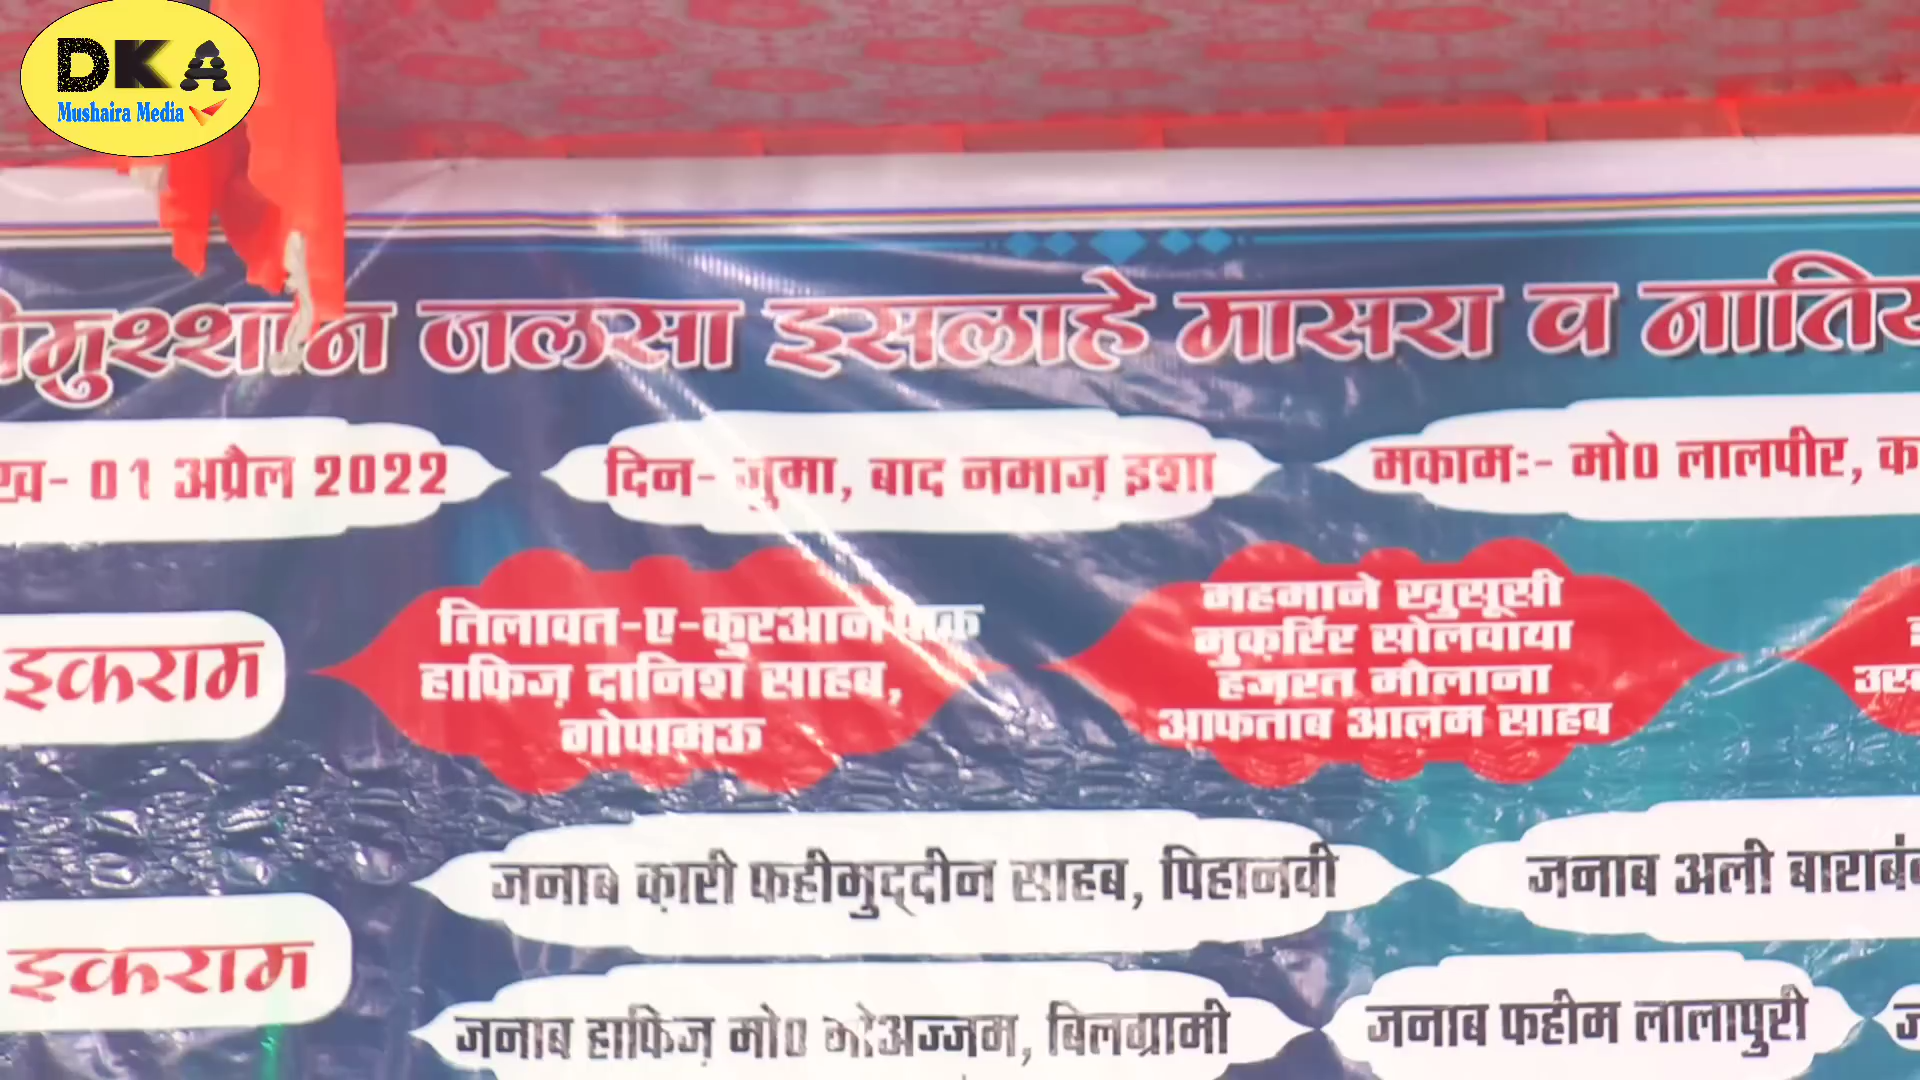 DKA
Mushaira Media
जलसा इसलाहे मासरा व
01 अप्रैल 2022
दिन- जुमा, बाद नमाज़ इशा
मकामः- मो0 लालपीर,
इकराम
तिलावत-ए-कुरआन पाक
हाफिज़ दानिश साहब,
गोपामऊ
महमाने खुसूसी
मुक़र्रिर सोलवाया
हज़रत मौलाना
आफताब आलम साहब
जनाब क़ारी फहीमुद्दीन साहब, पिहानवी
जनाब अली
इकराम
जनाब हाफिज़ मो0 मोअज्जम, बिलग्रामी
जनाब फहीम लालापुरी